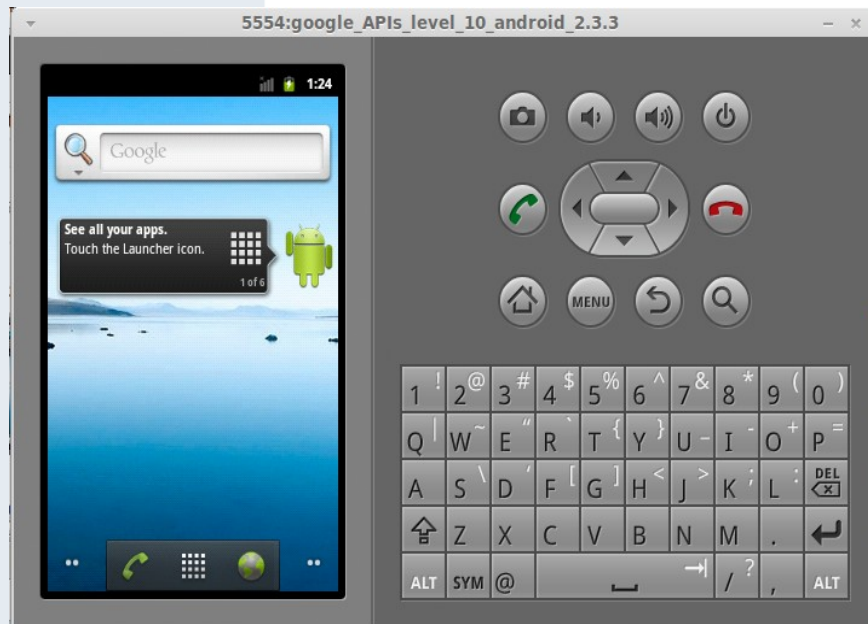 5554:google_APIs_level_10_android_2.3.3
1:24
Google
See all your apps.
Touch the Launcher icon.
1 of 6
MENU
1 ! 2 @ 3 # 4 $ 5 % 6 ^ 7 & 8 * 9 ( 0 )
Q | W ~ E " R ` T { Y } U _ I - O + P =
A S \ D ' F [ G ] H < J > K ; L : DEL
Z X C V B N M .
ALT SYM @ / ? , ALT